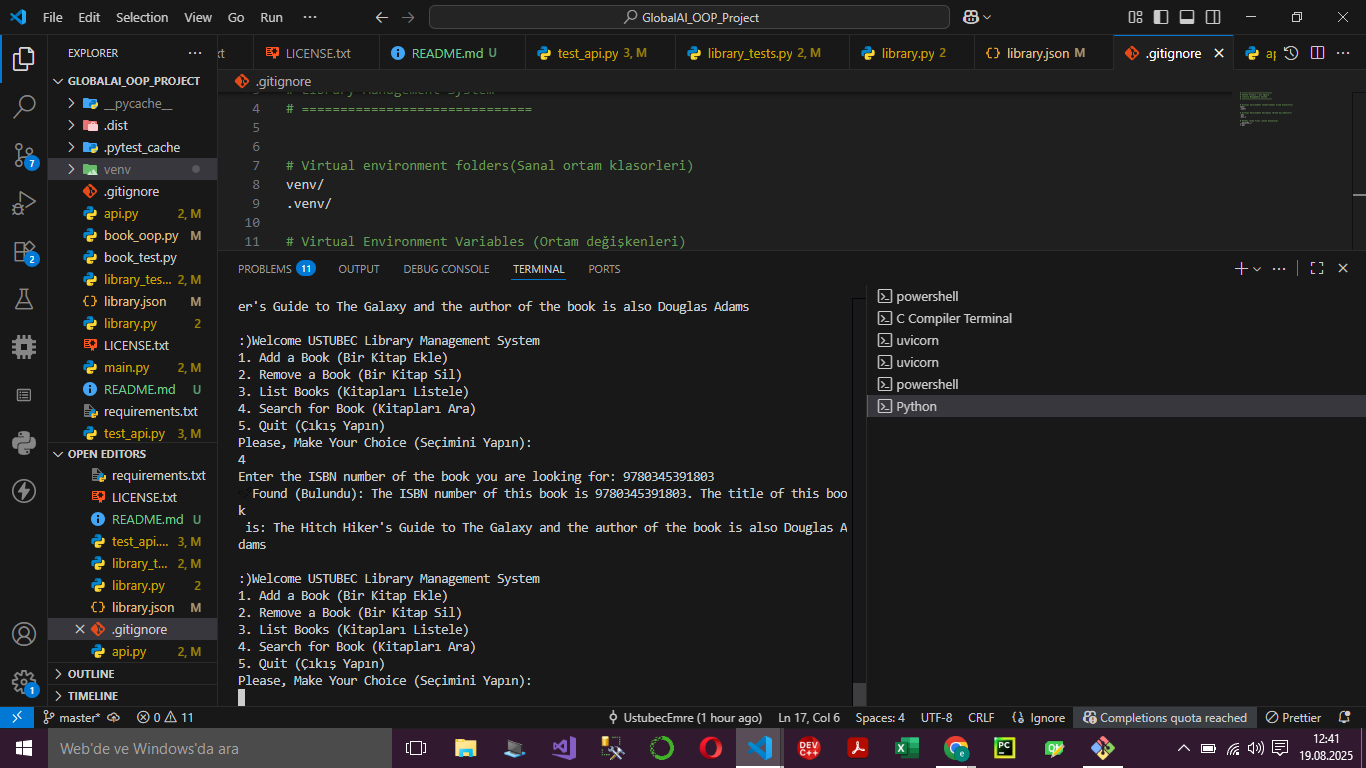 File Edit Selection View Go Run ··· GlobalAI_OOP_Project
EXPLORER ···
GLOBALAI_OOP_PROJECT
__pycache__
.dist
.pytest_cache
venv
.gitignore
api.py 2, M
book_oop.py M
book_test.py
library_tes... 2, M
library.json M
library.py 2
LICENSE.txt
main.py 2, M
README.md U
requirements.txt
test_api.py 3, M
OPEN EDITORS
requirements.txt
LICENSE.txt
README.md U
test_api.... 3, M
library_t... 2, M
library.py 2
library.json M
.gitignore
api.py 2, M
OUTLINE
TIMELINE
7
2
1
LICENSE.txt README.md U test_api.py 3, M library_tests.py 2, M library.py 2 library.json M .gitignore
.gitignore
3 # Library Management System
4 # ==============================
5
6
7 # Virtual environment folders(Sanal ortam klasorleri)
8 venv/
9 .venv/
10
11 # Virtual Environment Variables (Ortam değişkenleri)
PROBLEMS 11 OUTPUT DEBUG CONSOLE TERMINAL PORTS
er's Guide to The Galaxy and the author of the book is also Douglas Adams
:)Welcome USTUBEC Library Management System
1. Add a Book (Bir Kitap Ekle)
2. Remove a Book (Bir Kitap Sil)
3. List Books (Kitapları Listele)
4. Search for Book (Kitapları Ara)
5. Quit (Çıkış Yapın)
Please, Make Your Choice (Seçimini Yapın):
4
Enter the ISBN number of the book you are looking for: 9780345391803
Found (Bulundu): The ISBN number of this book is 9780345391803. The title of this boo
k
is: The Hitch Hiker's Guide to The Galaxy and the author of the book is also Douglas A
dams
:)Welcome USTUBEC Library Management System
1. Add a Book (Bir Kitap Ekle)
2. Remove a Book (Bir Kitap Sil)
3. List Books (Kitapları Listele)
4. Search for Book (Kitapları Ara)
5. Quit (Çıkış Yapın)
Please, Make Your Choice (Seçimini Yapın):
powershell
C Compiler Terminal
uvicorn
uvicorn
powershell
Python
master* 0 11 UstubecEmre (1 hour ago) Ln 17, Col 6 Spaces: 4 UTF-8 CRLF Ignore Completions quota reached Prettier
Web'de ve Windows'da ara
DEV C++
PC
12:41
19.08.2025